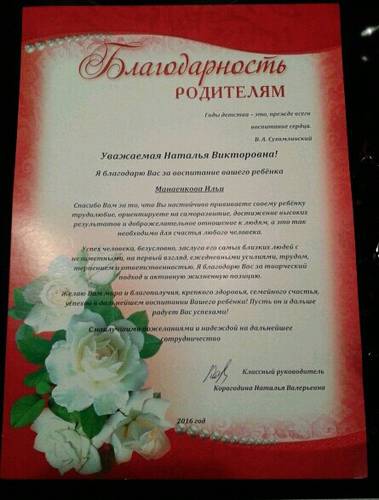 Благодарность
РОДИТЕЛЯМ
Годы детства – это, прежде всего
воспитание сердца.
В. А. Сухомлинский
Уважаемая Наталья Викторовна!
Я благодарю Вас за воспитание вашего ребёнка
Манаенкова Ильи
Спасибо Вам за то, что Вы настойчиво прививаете своему ребёнку
трудолюбие, ориентируете на саморазвитие, достижение высоких
результатов и доброжелательное отношение к людям, а это так
необходимо для счастья любого человека.
Успех человека, безусловно, заслуга его самых близких людей с
незаметными, на первый взгляд, ежедневными усилиями, трудом,
терпением и ответственностью. Я благодарю Вас за творческий
подход и активную жизненную позицию.
Желаю Вам мира и благополучия, крепкого здоровья, семейного счастья,
успехов в дальнейшем воспитании Вашего ребёнка! Пусть он и дальше
радует Вас успехами!
С наилучшими пожеланиями и надеждой на дальнейшее
сотрудничество
Классный руководитель
Корагодина Наталья Валерьевна
2016 год